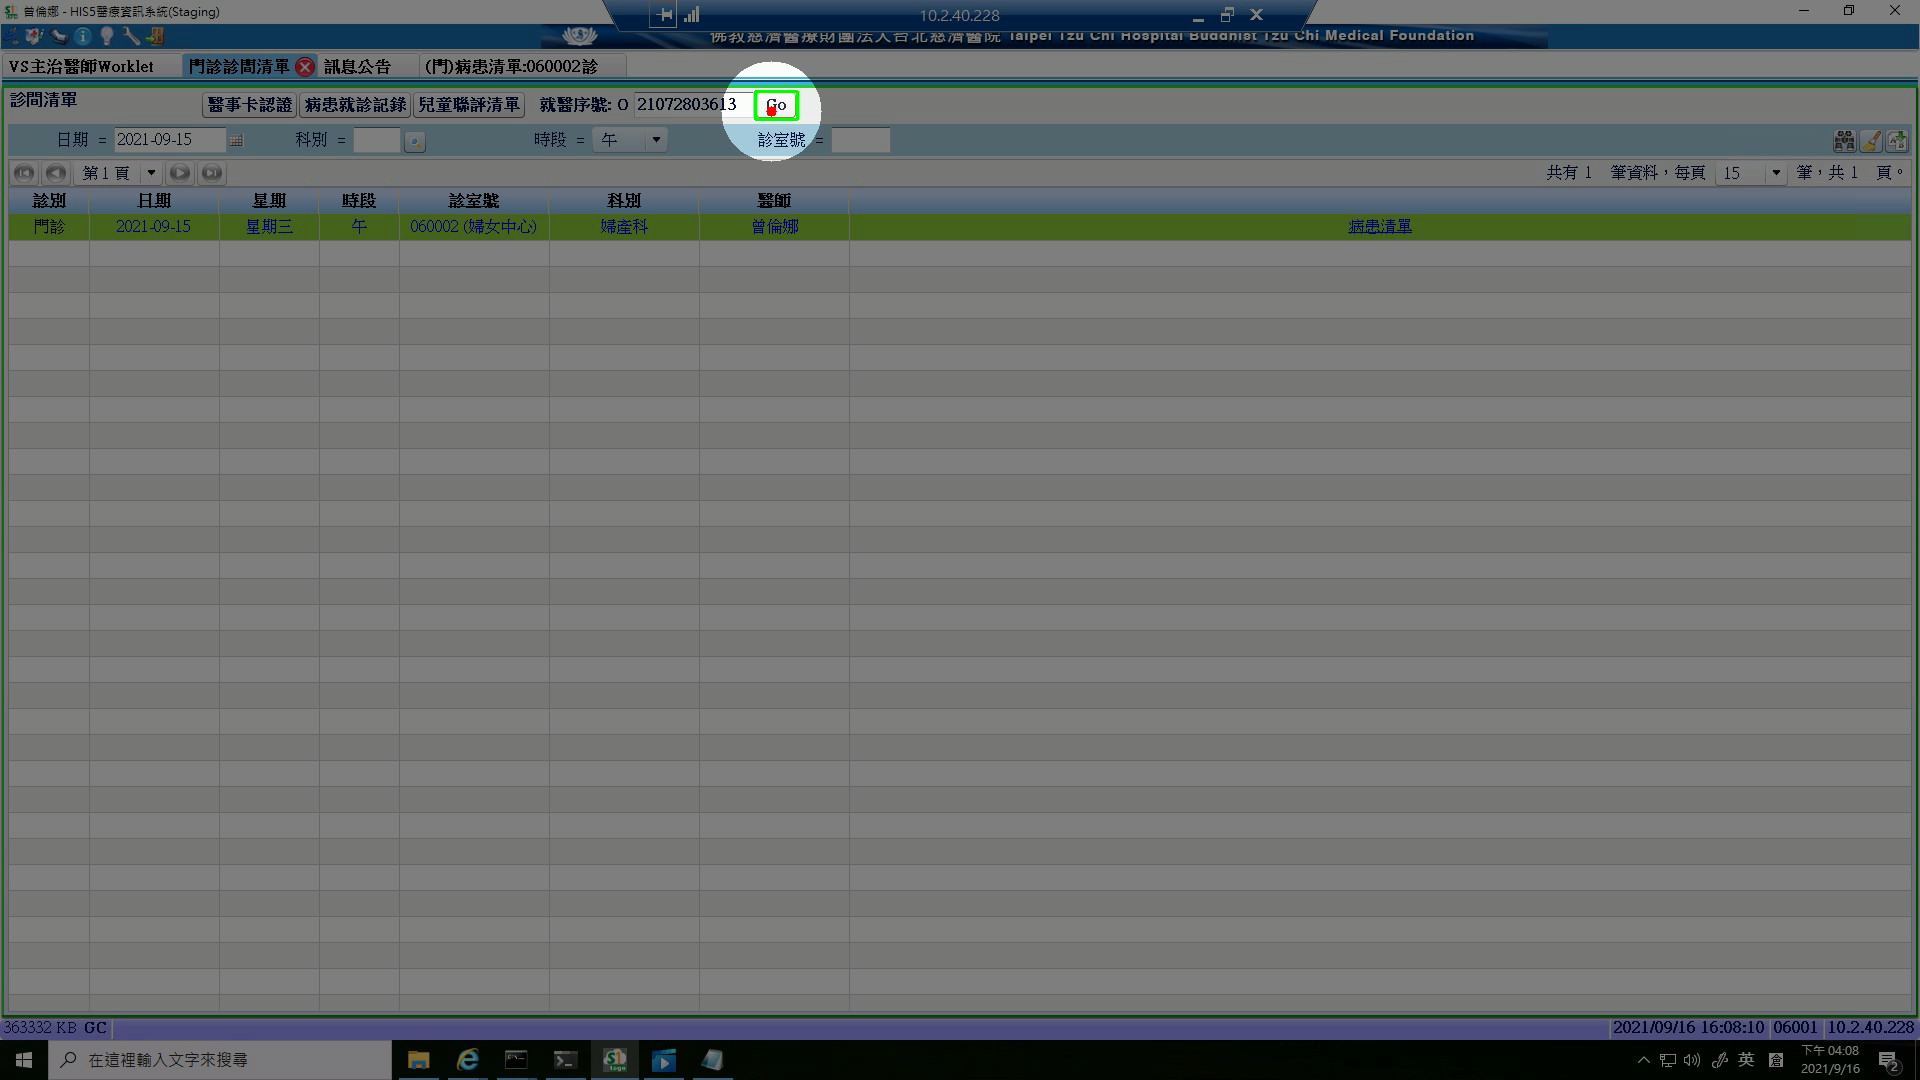 曾倫娜 - HIS5醫療資訊系統(Staging)
10.2.40.228
佛教慈濟醫療財團法人台北慈濟醫院 Taipei Tzu Chi Hospital Buddhist Tzu Chi Medical Foundation
VS主治醫師Worklet 門診診間清單 訊息公告 (門)病患清單:060002診
診間清單 醫事卡認證 病患就診記錄 兒童聯評清單 就醫序號: O 21072803613 Go
日期 = 2021-09-15 科別 = 時段 = 午 診室號 =
第 1 頁 共有 1 筆資料，每頁 15 筆，共 1 頁。
診別 日期 星期 時段 診室號 科別 醫師
門診 2021-09-15 星期三 午 060002 (婦女中心) 婦產科 曾倫娜 病患清單
363332 KB GC 2021/09/16 16:08:10 06001 10.2.40.228
在這裡輸入文字來搜尋 英 下午 04:08
2021/9/16 2